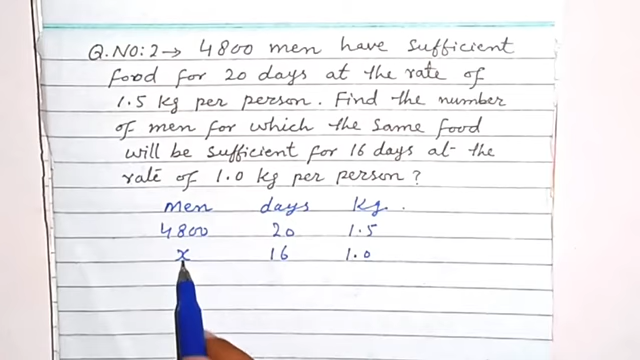 Q.NO:2→ 4800 men have sufficient
food for 20 days at the rate of
1.5 kg per person. Find the number
of men for which the same food
will be sufficient for 16 days at the
rate of 1.0 kg per person?
men days kg.
4800 20 1.5
x 16 1.0